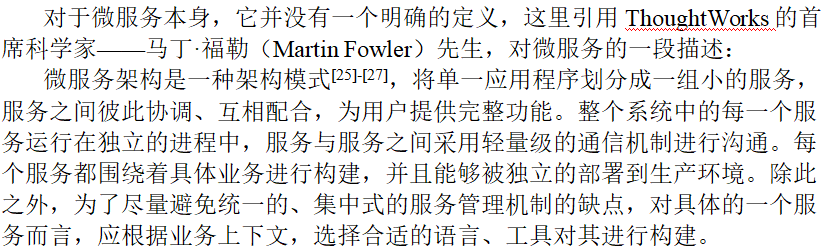 对于微服务本身，它并没有一个明确的定义，这里引用 ThoughtWorks 的首
席科学家——马丁·福勒（Martin Fowler）先生，对微服务的一段描述：
微服务架构是一种架构模式[25]-[27]，将单一应用程序划分成一组小的服务，
服务之间彼此协调、互相配合，为用户提供完整功能。整个系统中的每一个服
务运行在独立的进程中，服务与服务之间采用轻量级的通信机制进行沟通。每
个服务都围绕着具体业务进行构建，并且能够被独立的部署到生产环境。除此
之外，为了尽量避免统一的、集中式的服务管理机制的缺点，对具体的一个服
务而言，应根据业务上下文，选择合适的语言、工具对其进行构建。